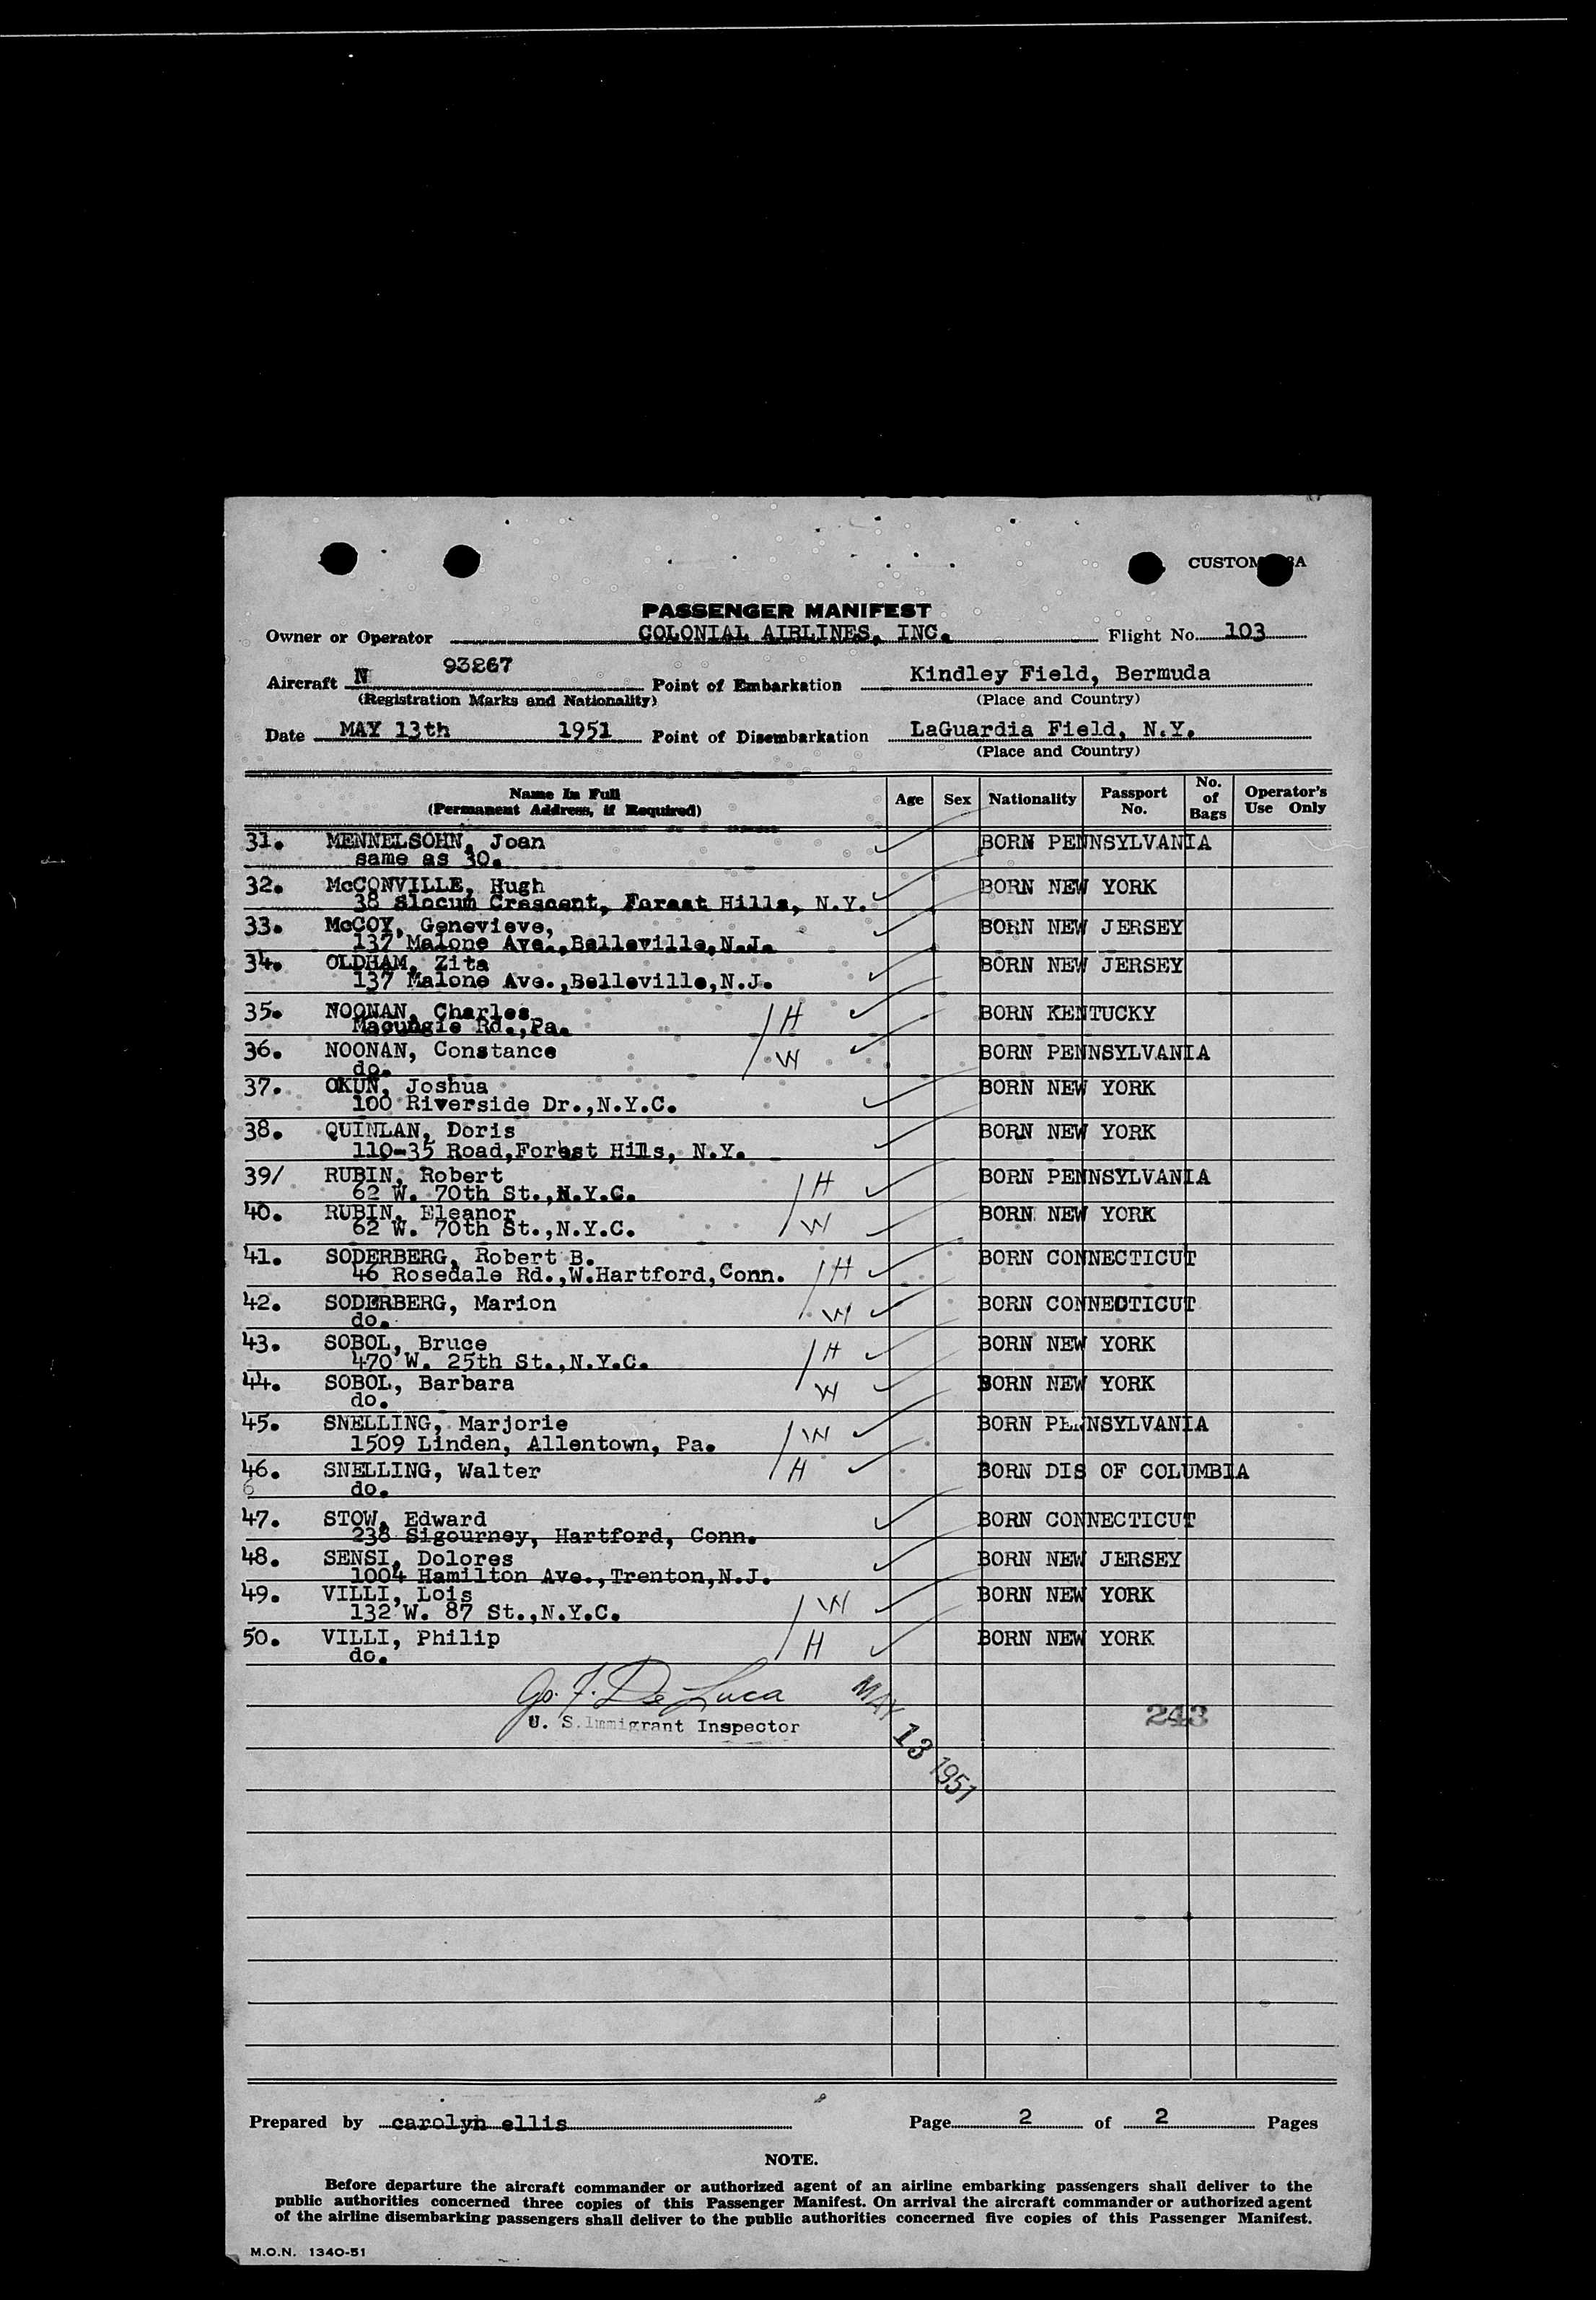 CUSTOM A
PASSENGER MANIFEST
Owner or Operator COLONIAL AIRLINES, INC. Flight No. 103
Aircraft N 93267 Point of Embarkation Kindley Field, Bermuda
(Registration Marks and Nationality) (Place and Country)
Date MAY 13th 1951 Point of Disembarkation LaGuardia Field, N.Y.
(Place and Country)
Name In Full (Permanent Address, if Required) Age Sex Nationality Passport No. No. of Bags Operator's Use Only
31. MENNELSOHN, Joan BORN PENNSYLVANIA
same as 30.
32. McCONVILLE, Hugh BORN NEW YORK
38 Slocum Crescent, Forest Hills, N.Y.
33. McCOY, Genevieve, BORN NEW JERSEY
137 Malone Ave.,Belleville,N.J.
34. OLDHAM, Zita BORN NEW JERSEY
137 Malone Ave.,Belleville,N.J.
35. NOONAN, Charles H BORN KENTUCKY
Macungie Rd.,Pa.
36. NOONAN, Constance W BORN PENNSYLVANIA
do.
37. OKUN, Joshua BORN NEW YORK
100 Riverside Dr.,N.Y.C.
38. QUINLAN, Doris BORN NEW YORK
110-35 Road,Forest Hills, N.Y.
39/ RUBIN, Robert H BORN PENNSYLVANIA
62 W. 70th St.,N.Y.C.
40. RUBIN, Eleanor W BORN NEW YORK
62 W. 70th St.,N.Y.C.
41. SODERBERG, Robert B. H BORN CONNECTICUT
46 Rosedale Rd.,W.Hartford,Conn.
42. SODERBERG, Marion W BORN CONNECTICUT
do.
43. SOBOL, Bruce H BORN NEW YORK
470 W. 25th St.,N.Y.C.
44. SOBOL, Barbara W BORN NEW YORK
do.
45. SNELLING, Marjorie W BORN PENNSYLVANIA
1509 Linden, Allentown, Pa.
46. SNELLING, Walter H BORN DIS OF COLUMBIA
6 do.
47. STOW, Edward BORN CONNECTICUT
238 Sigourney, Hartford, Conn.
48. SENSI, Dolores BORN NEW JERSEY
1004 Hamilton Ave.,Trenton,N.J.
49. VILLI, Lois W BORN NEW YORK
132 W. 87 St.,N.Y.C.
50. VILLI, Philip H BORN NEW YORK
do.
Jo. F. DeLuca
U. S. Immigrant Inspector
MAY 13 1951
243
Prepared by carolyn ellis Page 2 of 2 Pages
NOTE.
Before departure the aircraft commander or authorized agent of an airline embarking passengers shall deliver to the
public authorities concerned three copies of this Passenger Manifest. On arrival the aircraft commander or authorized agent
of the airline disembarking passengers shall deliver to the public authorities concerned five copies of this Passenger Manifest.
M.O.N. 1340-51